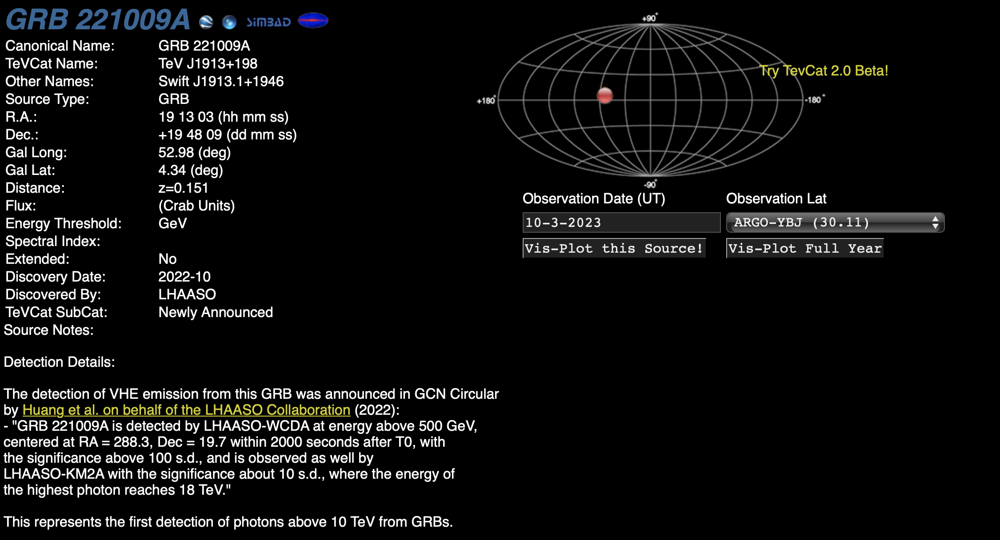 GRB 221009A SiMBAD
Canonical Name: GRB 221009A
TeVCat Name: TeV J1913+198
Other Names: Swift J1913.1+1946
Source Type: GRB
R.A.: 19 13 03 (hh mm ss)
Dec.: +19 48 09 (dd mm ss)
Gal Long: 52.98 (deg)
Gal Lat: 4.34 (deg)
Distance: z=0.151
Flux: (Crab Units)
Energy Threshold: GeV
Spectral Index:
Extended: No
Discovery Date: 2022-10
Discovered By: LHAASO
TeVCat SubCat: Newly Announced
Source Notes:
+90°
Try TevCat 2.0 Beta!
+180° -180°
-90°
Observation Date (UT) Observation Lat
10-3-2023 ARGO-YBJ (30.11)
Vis-Plot this Source! Vis-Plot Full Year
Detection Details:
The detection of VHE emission from this GRB was announced in GCN Circular
by Huang et al. on behalf of the LHAASO Collaboration (2022):
- "GRB 221009A is detected by LHAASO-WCDA at energy above 500 GeV,
centered at RA = 288.3, Dec = 19.7 within 2000 seconds after T0, with
the significance above 100 s.d., and is observed as well by
LHAASO-KM2A with the significance about 10 s.d., where the energy of
the highest photon reaches 18 TeV."
This represents the first detection of photons above 10 TeV from GRBs.